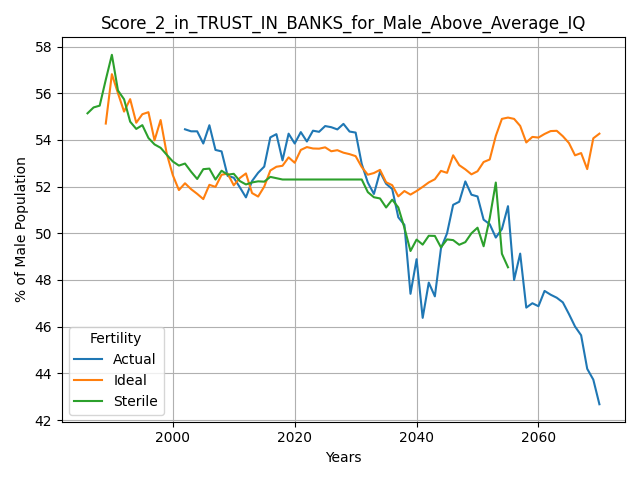 Score_2_in_TRUST_IN_BANKS_for_Male_Above_Average_IQ
58
56
54
52
50
48
46
44
42
% of Male Population
Fertility
Actual
Ideal
Sterile
2000 2020 2040 2060
Years